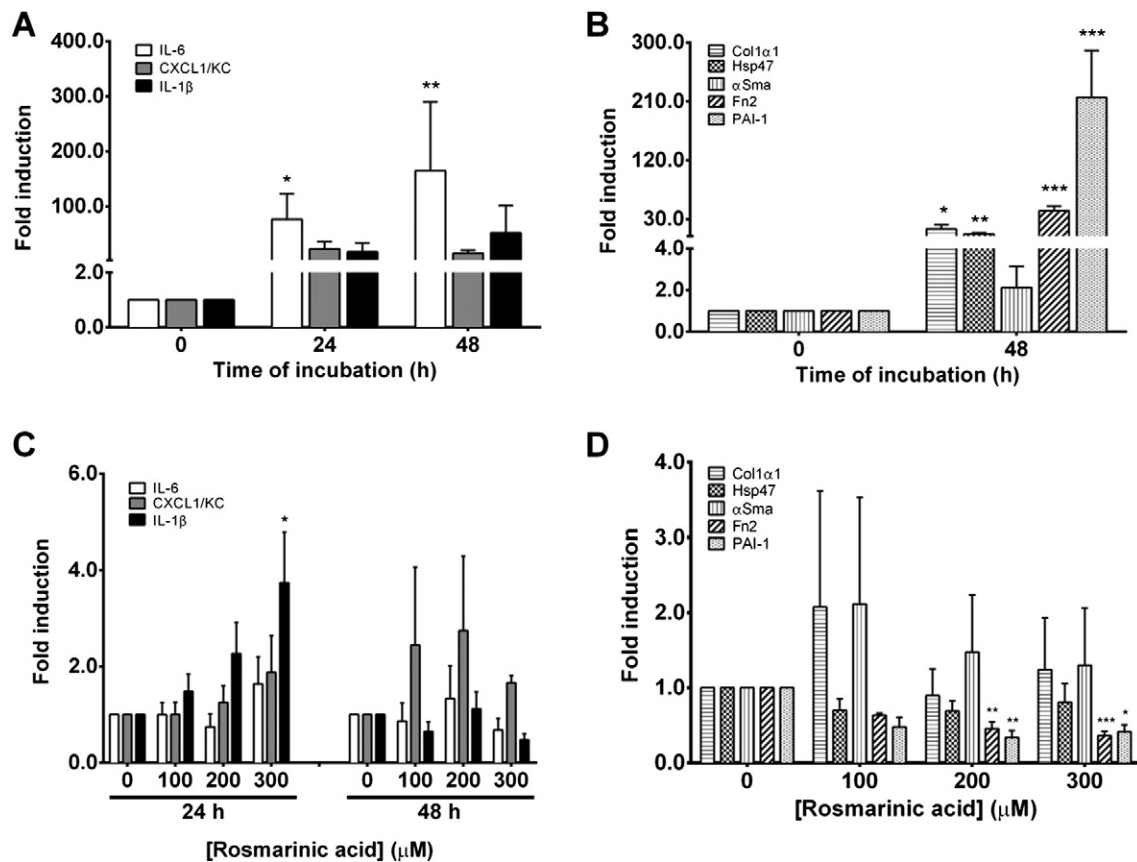 A
400.0
300.0
200.0
100.0
2.0
0.0
Fold induction
IL-6
CXCL1/KC
IL-1β
*
**
0 24 48
Time of incubation (h)
B
300.0
210.0
120.0
30.0
4.0
2.0
0.0
Fold induction
Col1α1
Hsp47
αSma
Fn2
PAI-1
*
**
***
***
0 48
Time of incubation (h)
C
6.0
4.0
2.0
0.0
Fold induction
IL-6
CXCL1/KC
IL-1β
*
0 100 200 300 0 100 200 300
24 h 48 h
[Rosmarinic acid] (μM)
D
4.0
3.0
2.0
1.0
0.0
Fold induction
Col1α1
Hsp47
αSma
Fn2
PAI-1
**
**
***
*
0 100 200 300
[Rosmarinic acid] (μM)